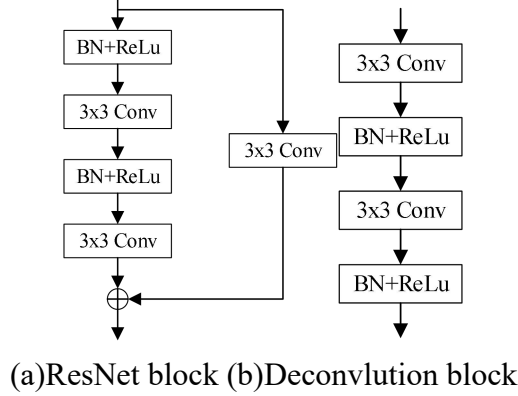 BN+ReLu
3x3 Conv
BN+ReLu
3x3 Conv
3x3 Conv
3x3 Conv
BN+ReLu
3x3 Conv
BN+ReLu
(a)ResNet block (b)Deconvlution block